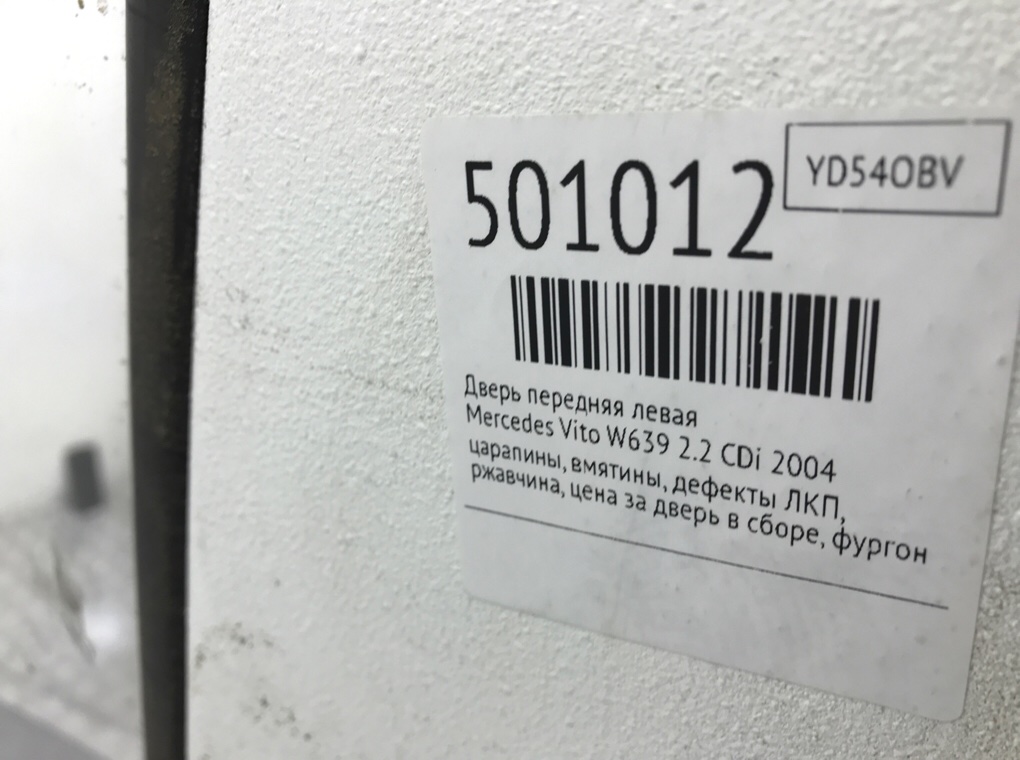 501012
YD54OBV
Дверь передняя левая
Mercedes Vito W639 2.2 CDi 2004
царапины, вмятины, дефекты ЛКП,
ржавчина, цена за дверь в сборе, фургон